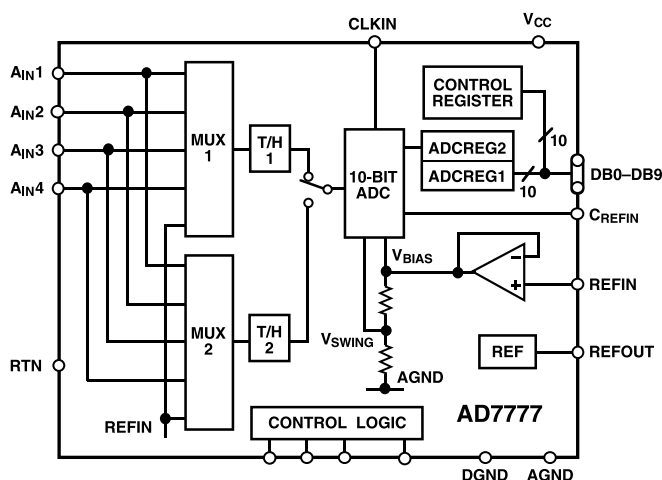 CLKIN
VCC
AIN1
AIN2
AIN3
AIN4
MUX
1
T/H
1
10-BIT
ADC
CONTROL
REGISTER
10
ADCREG2
ADCREG1
10
DB0–DB9
CREFIN
VBIAS
–
+
REFIN
MUX
2
T/H
2
VSWING
REF
REFOUT
RTN
AGND
REFIN
CONTROL LOGIC
AD7777
DGND
AGND